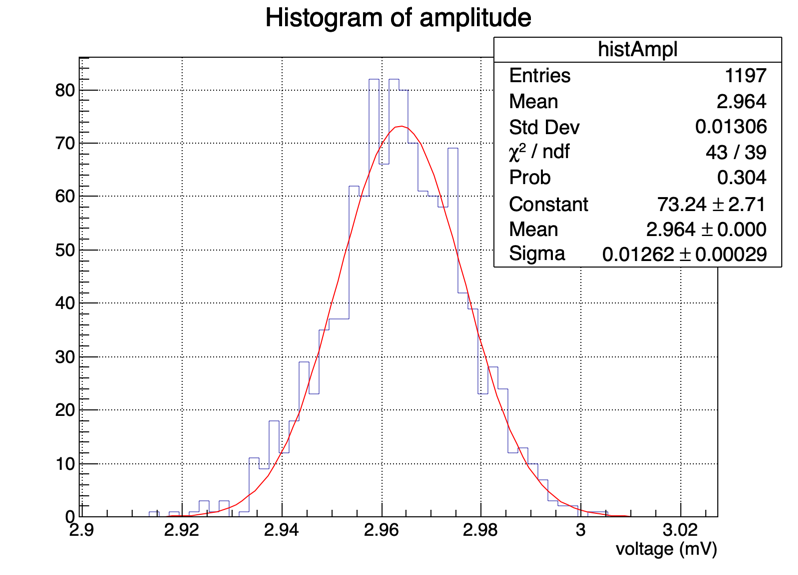 Histogram of amplitude
histAmpl
Entries 1197
Mean 2.964
Std Dev 0.01306
χ² / ndf 43 / 39
Prob 0.304
Constant 73.24 ± 2.71
Mean 2.964 ± 0.000
Sigma 0.01262 ± 0.00029
80
70
60
50
40
30
20
10
0
2.9 2.92 2.94 2.96 2.98 3 3.02
voltage (mV)